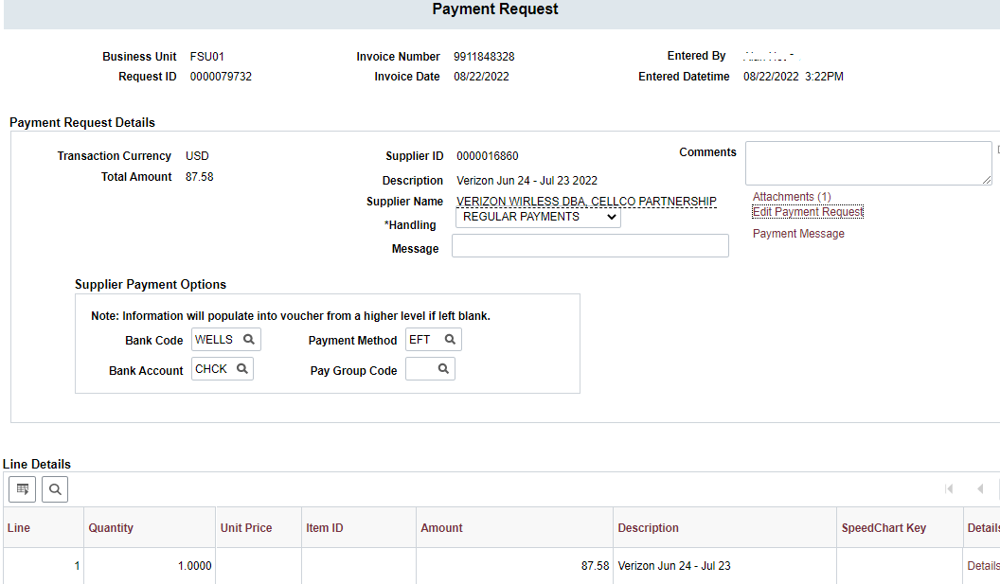 Payment Request
Business Unit FSU01 Invoice Number 9911848328 Entered By
Request ID 0000079732 Invoice Date 08/22/2022 Entered Datetime 08/22/2022 3:22PM
Payment Request Details
Transaction Currency USD Supplier ID 0000016860 Comments
Total Amount 87.58 Description Verizon Jun 24 - Jul 23 2022
Attachments (1)
Supplier Name VERIZON WIRLESS DBA, CELLCO PARTNERSHIP
Edit Payment Request
*Handling REGULAR PAYMENTS
Payment Message
Message
Supplier Payment Options
Note: Information will populate into voucher from a higher level if left blank.
Bank Code WELLS Payment Method EFT
Bank Account CHCK Pay Group Code
Line Details
Line Quantity Unit Price Item ID Amount Description SpeedChart Key Details
1 1.0000 87.58 Verizon Jun 24 - Jul 23 Details